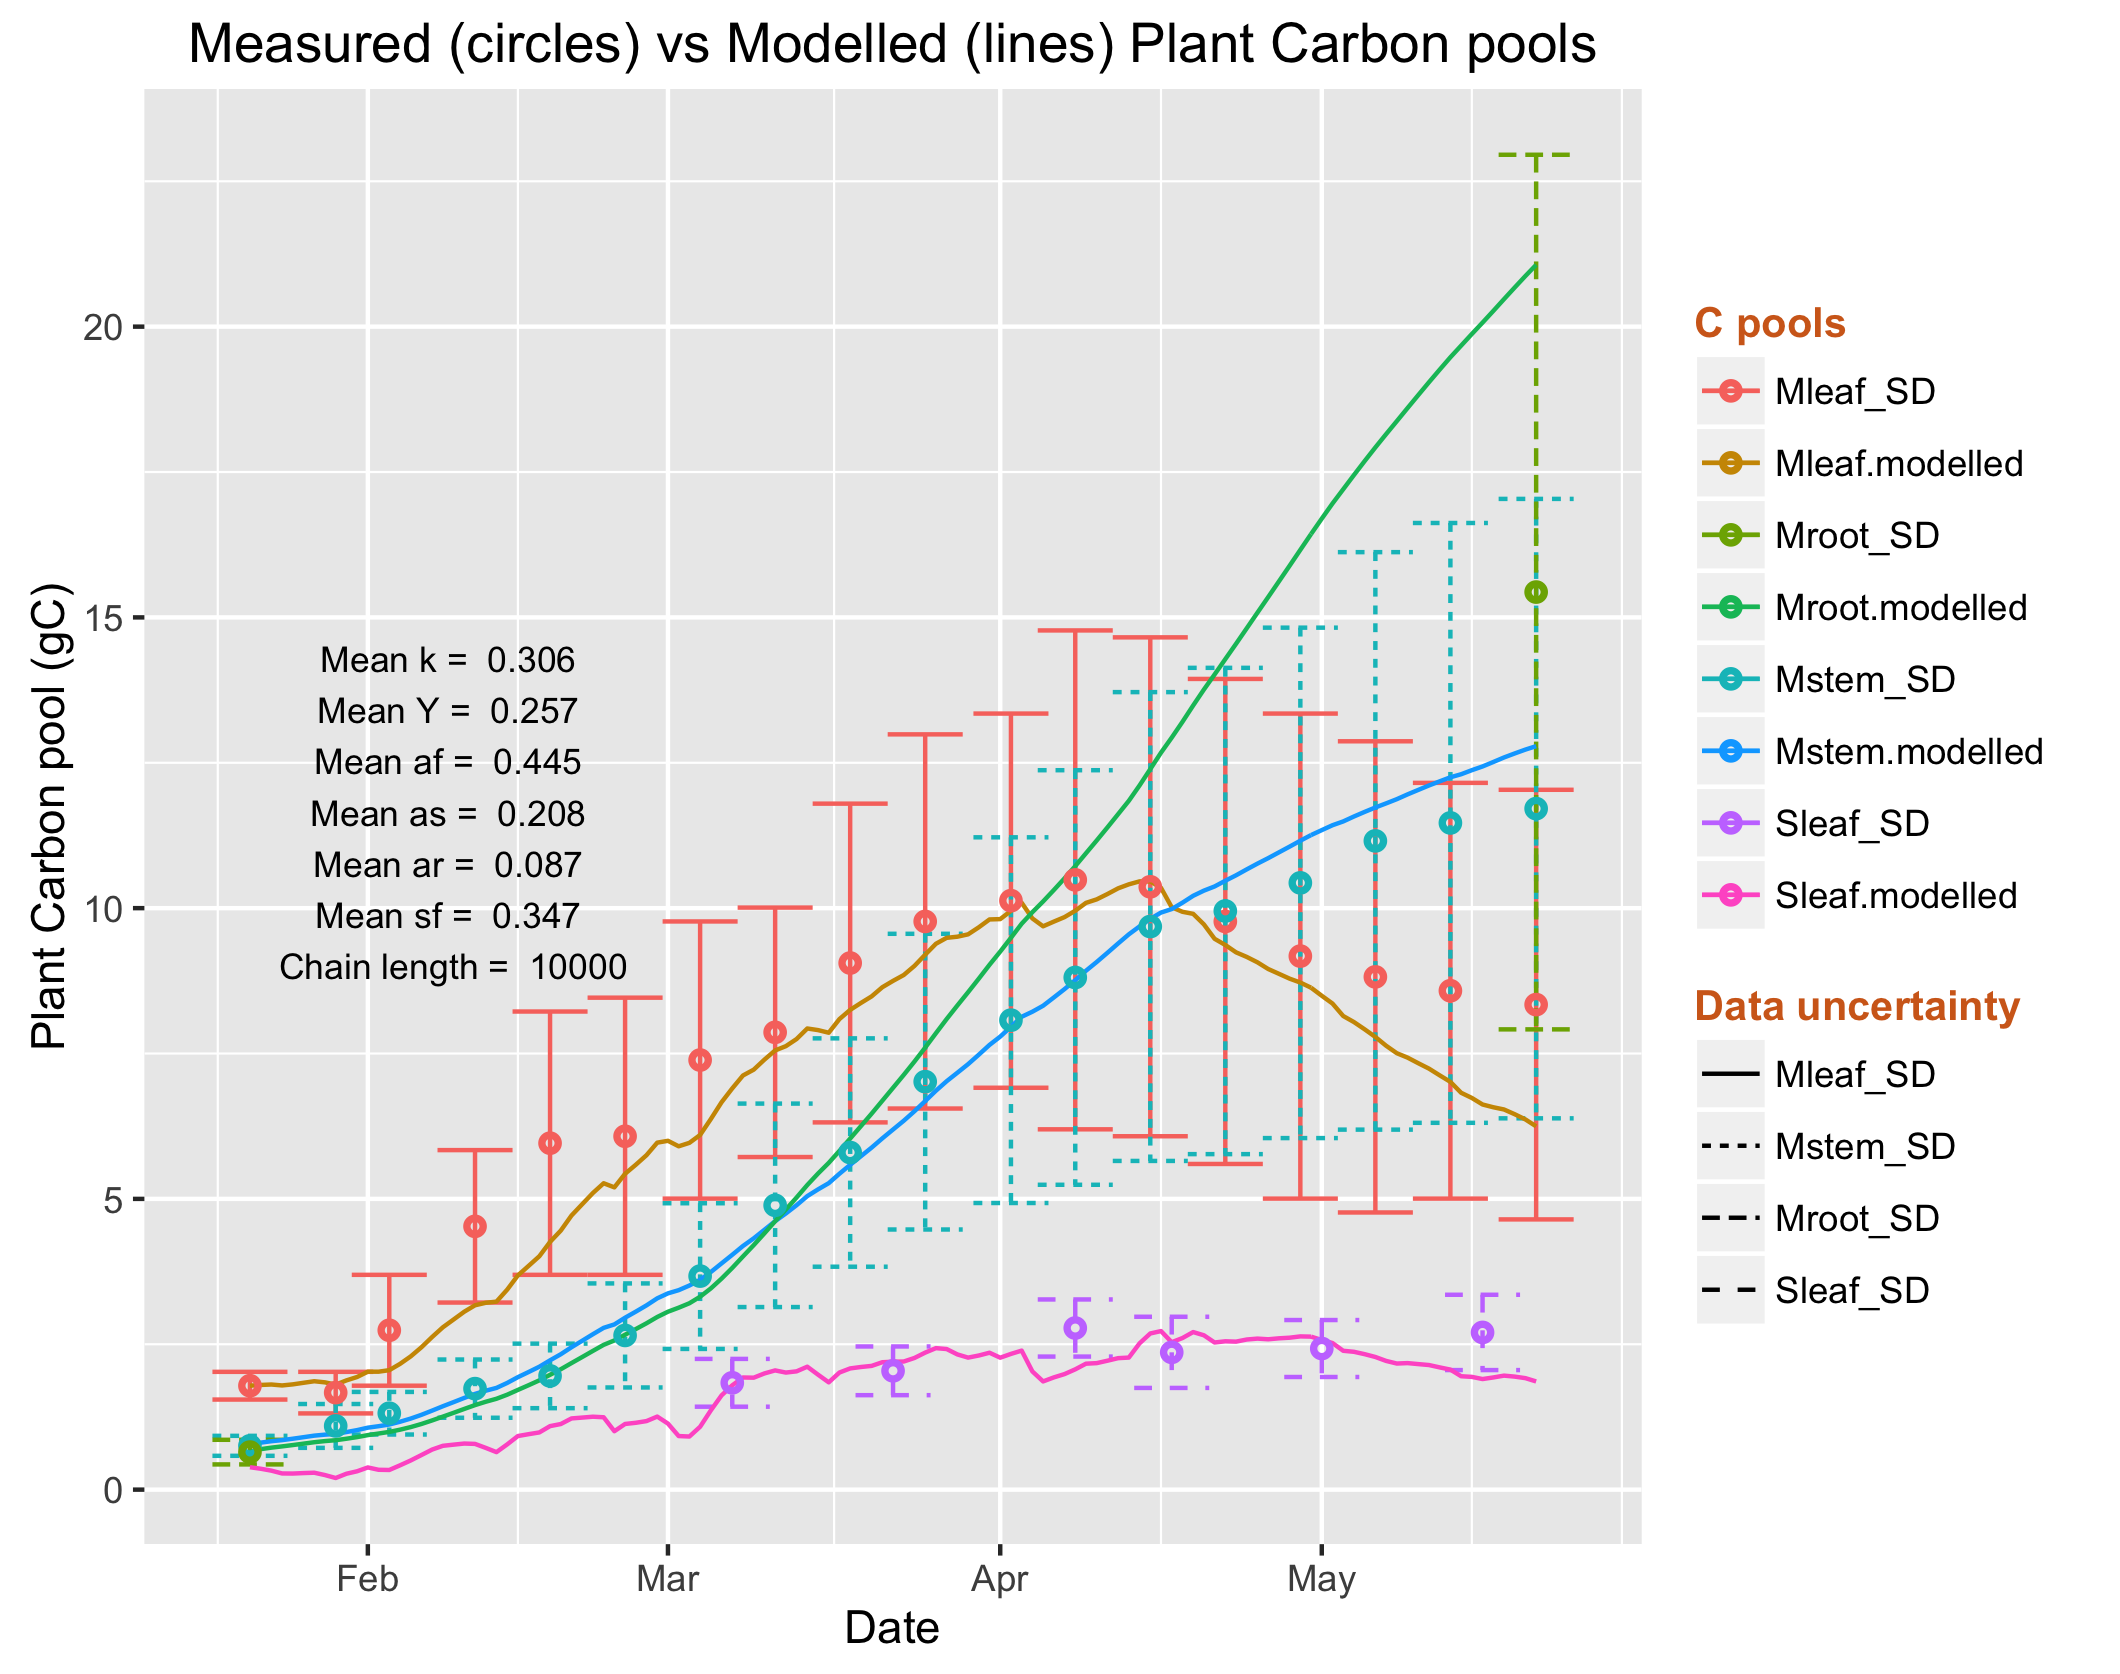 Measured (circles) vs Modelled (lines) Plant Carbon pools
Plant Carbon pool (gC)
20
15
10
5
0
Mean k = 0.306
Mean Y = 0.257
Mean af = 0.445
Mean as = 0.208
Mean ar = 0.087
Mean sf = 0.347
Chain length = 10000
Feb
Mar
Apr
May
Date
C pools
Mleaf_SD
Mleaf.modelled
Mroot_SD
Mroot.modelled
Mstem_SD
Mstem.modelled
Sleaf_SD
Sleaf.modelled
Data uncertainty
Mleaf_SD
Mstem_SD
Mroot_SD
Sleaf_SD